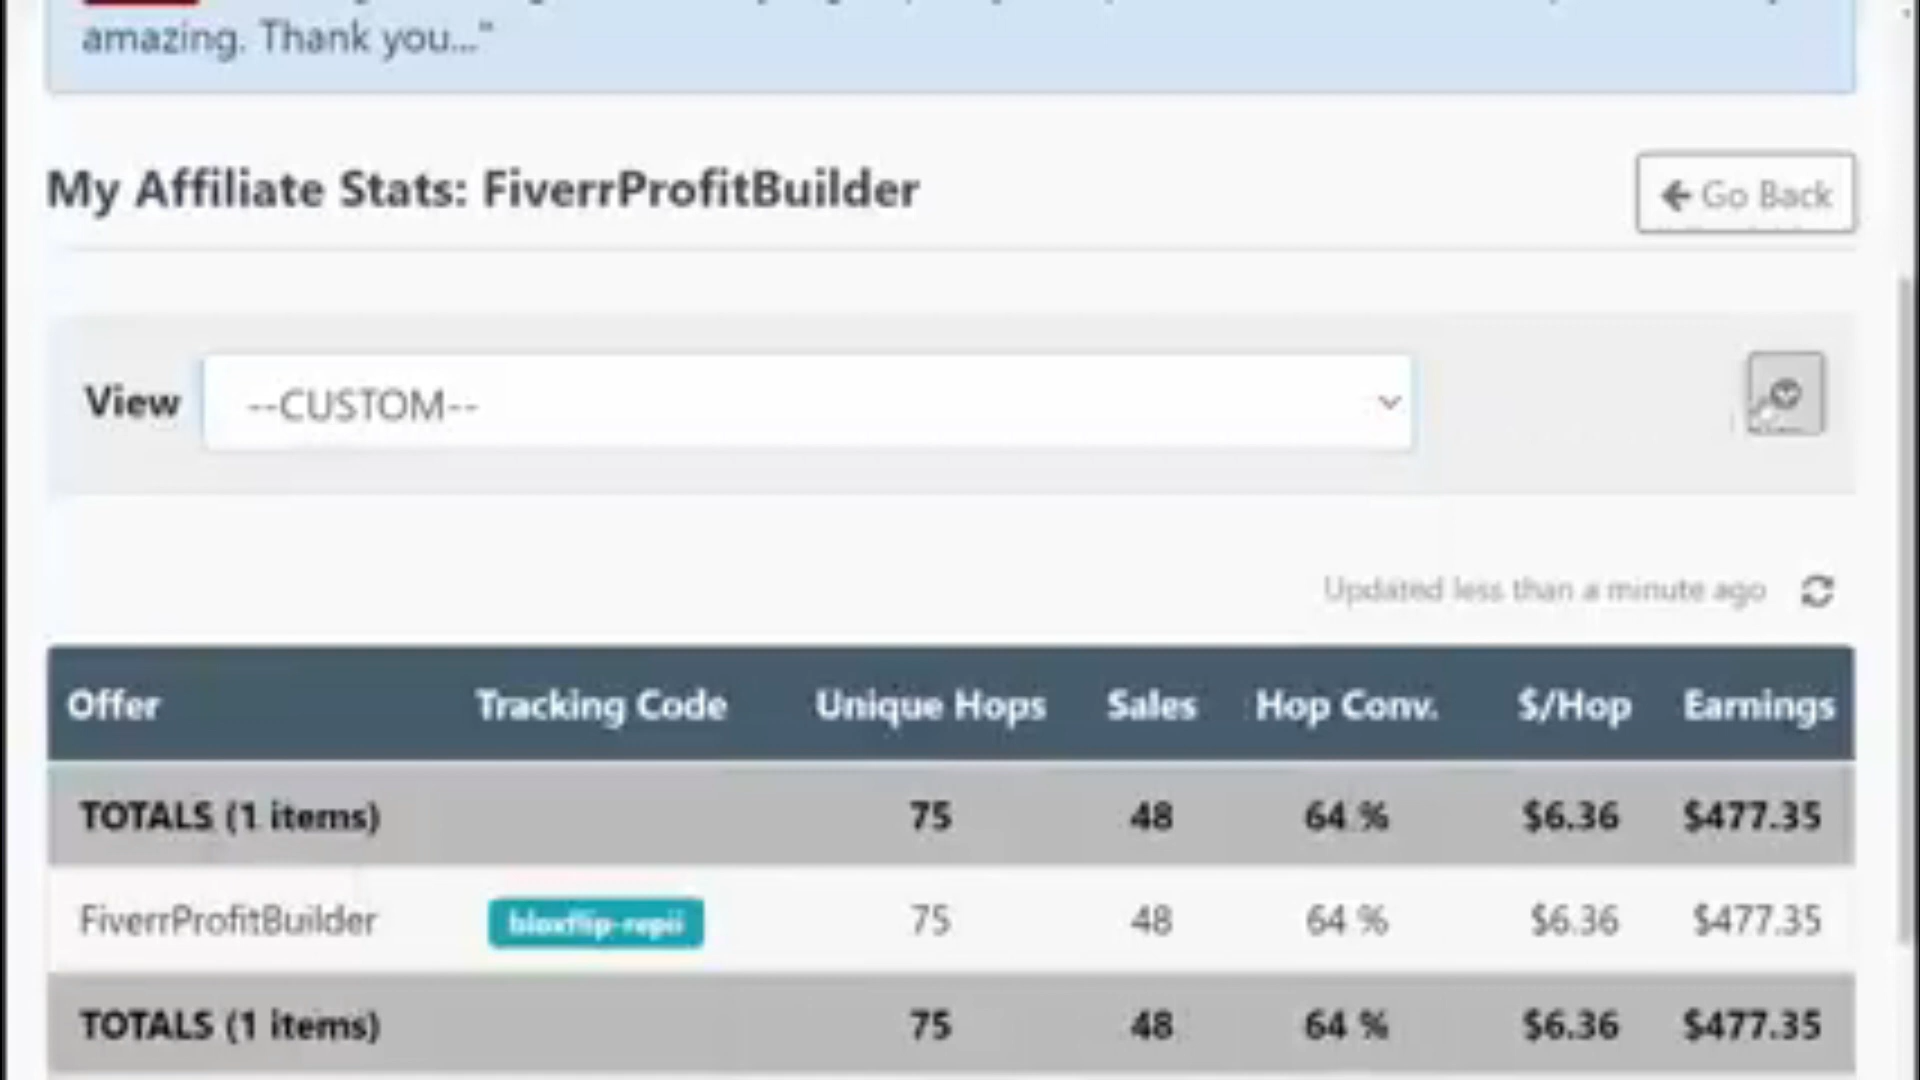 amazing. Thank you..."
My Affiliate Stats: FiverrProfitBuilder
Go Back
View
--CUSTOM--
Updated less than a minute ago
Offer Tracking Code Unique Hops Sales Hop Conv. $/Hop Earnings
TOTALS (1 items) 75 48 64 % $6.36 $477.35
FiverrProfitBuilder bloxflip-repii 75 48 64 % $6.36 $477.35
TOTALS (1 items) 75 48 64 % $6.36 $477.35